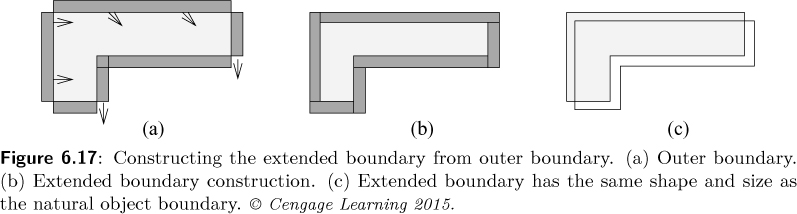 (a) (b) (c)
Figure 6.17: Constructing the extended boundary from outer boundary. (a) Outer boundary.
(b) Extended boundary construction. (c) Extended boundary has the same shape and size as
the natural object boundary. © Cengage Learning 2015.